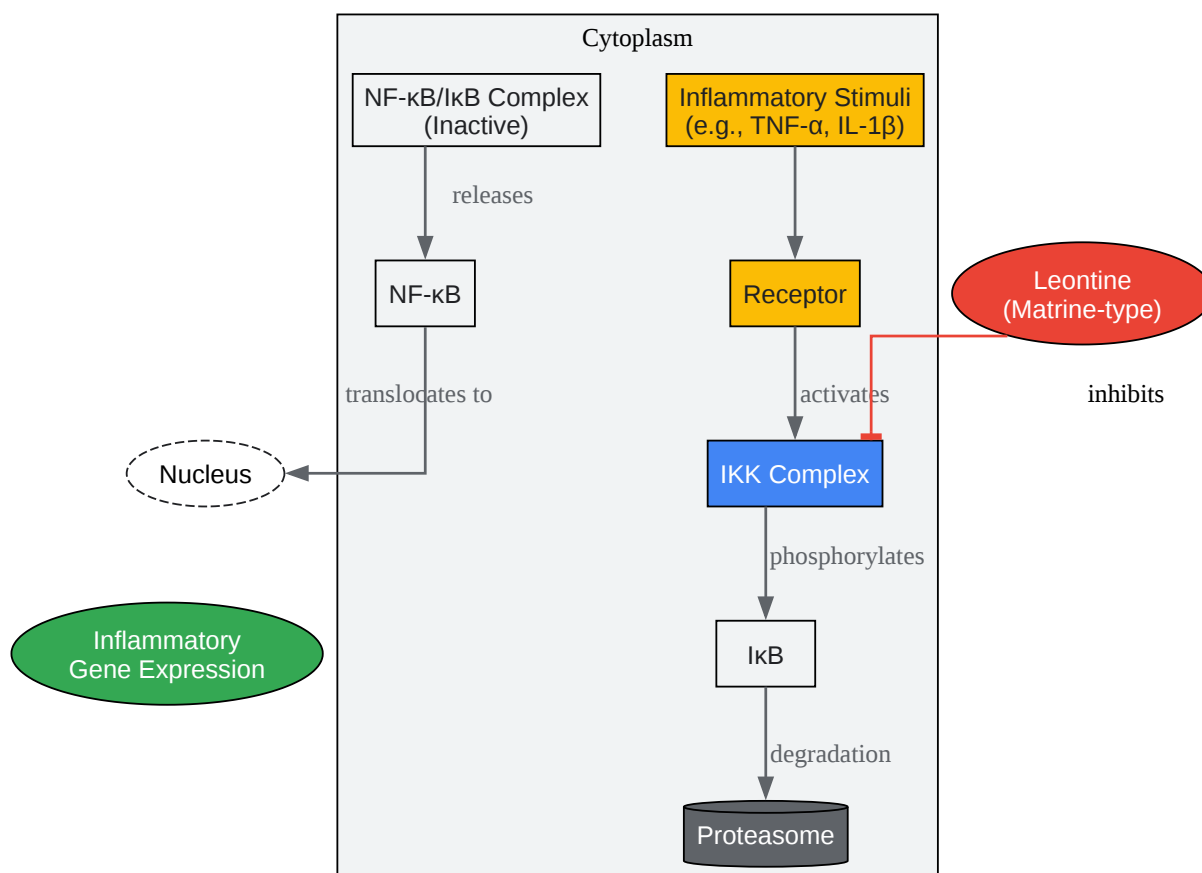 Cytoplasm
NF-κB/IκB Complex
(Inactive)
Inflammatory Stimuli
(e.g., TNF-α, IL-1β)
releases
NF-κB
Receptor
Leontine
(Matrine-type)
translocates to
activates
inhibits
Nucleus
IKK Complex
phosphorylates
Inflammatory
Gene Expression
IκB
degradation
Proteasome